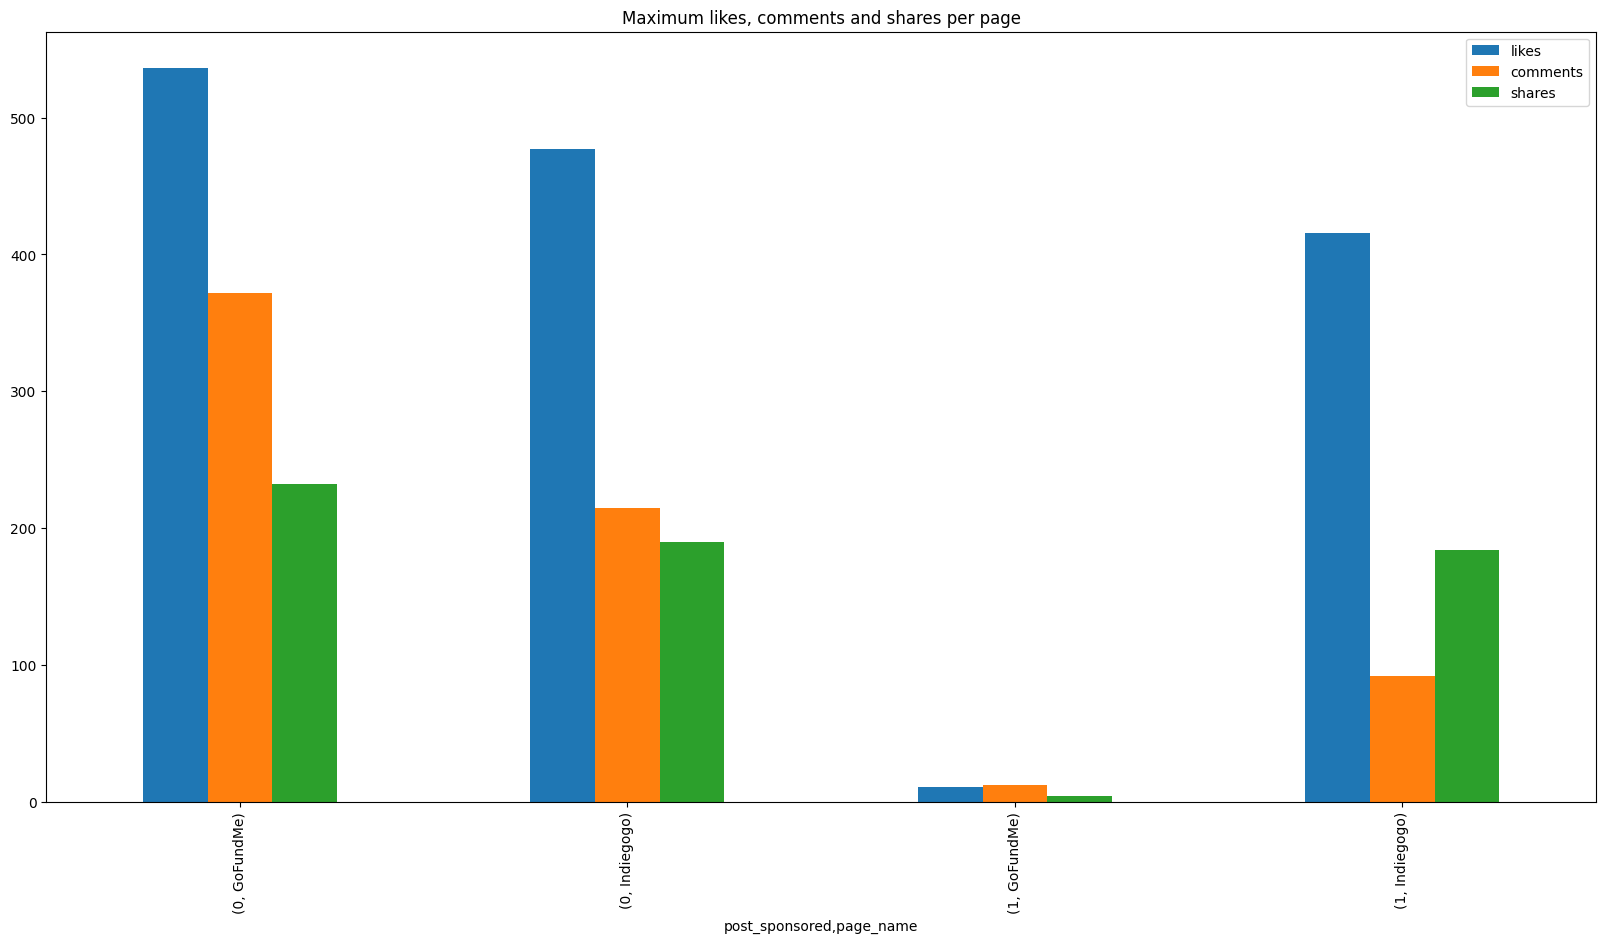 Maximum likes, comments and shares per page
likes
comments
shares
500
400
300
200
100
0
(0, GoFundMe)
(0, Indiegogo)
(1, GoFundMe)
(1, Indiegogo)
post_sponsored,page_name